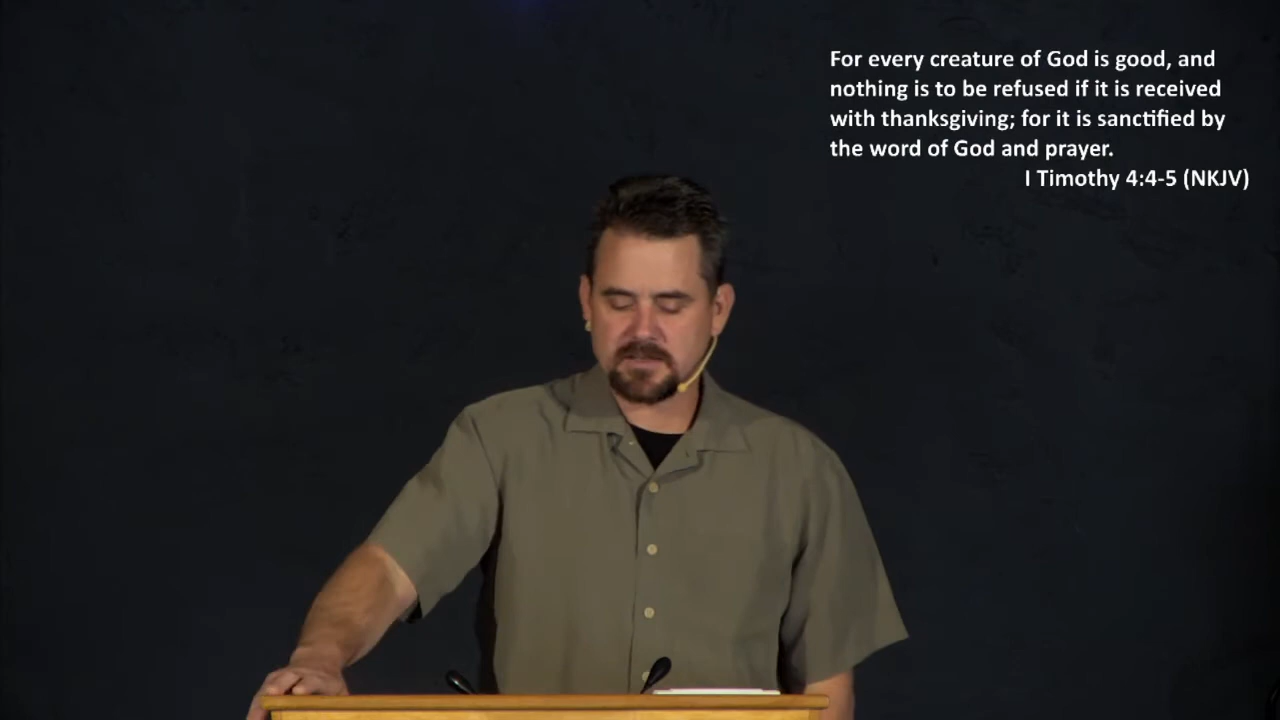 For every creature of God is good, and
nothing is to be refused if it is received
with thanksgiving; for it is sanctified by
the word of God and prayer.
I Timothy 4:4-5 (NKJV)